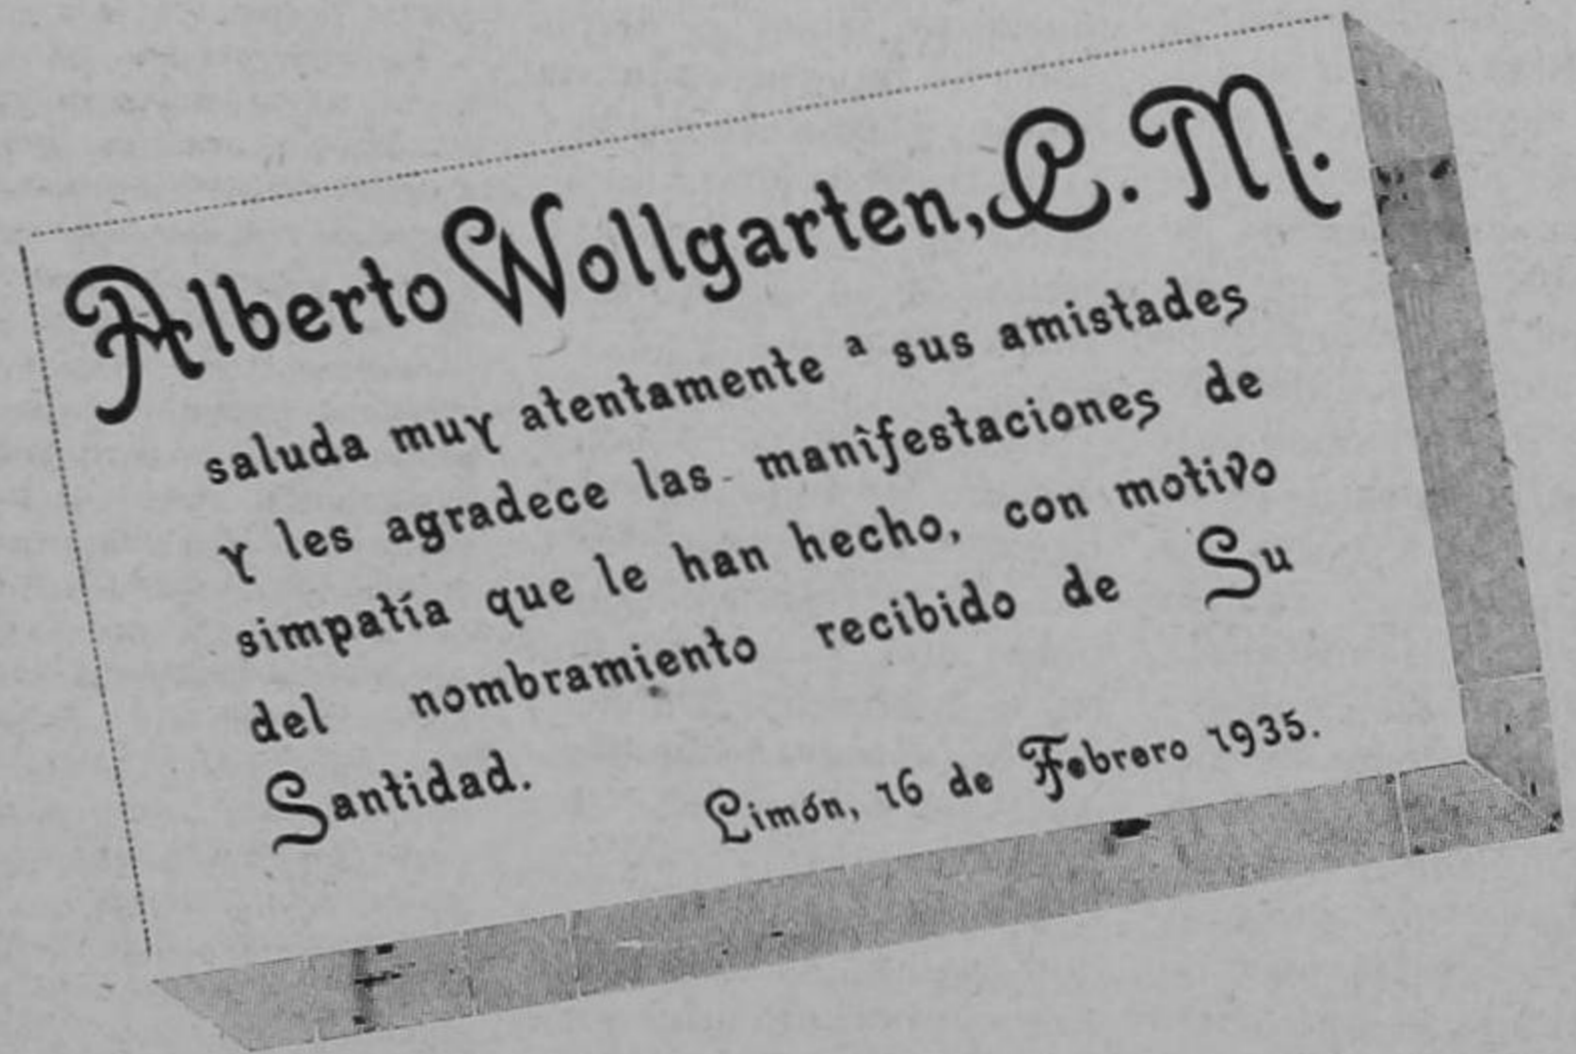 Alberto Wollgarten, C. M.
saluda muy atentamente a sus amistades
y les agradece las manifestaciones de
simpatía que le han hecho, con motivo
del nombramiento recibido de Su
Santidad.
Limón, 16 de Febrero 1935.